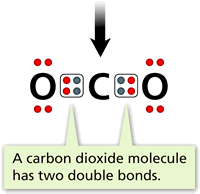 O C O
A carbon dioxide molecule
has two double bonds.